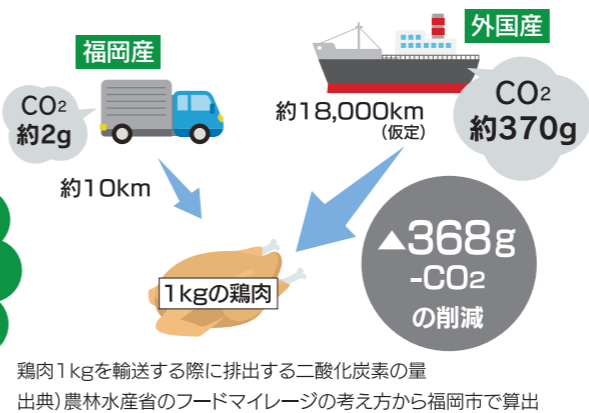 福岡産
外国産
CO2
約2g
約10km
約18,000km
(仮定)
CO2
約370g
1kgの鶏肉
▲368g
-CO2
の削減
鶏肉1kgを輸送する際に排出する二酸化炭素の量
出典)農林水産省のフードマイレージの考え方から福岡市で算出